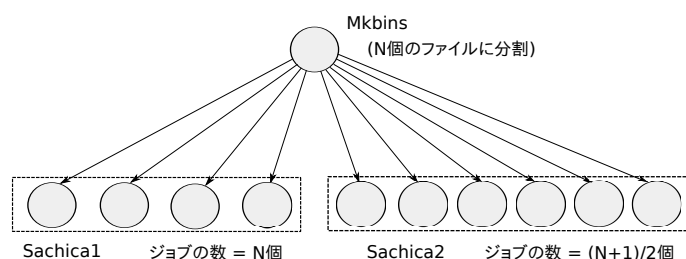 Mkbins
(N個のファイルに分割)
Sachica1 ジョブの数 = N個 Sachica2 ジョブの数 = (N+1)/2個